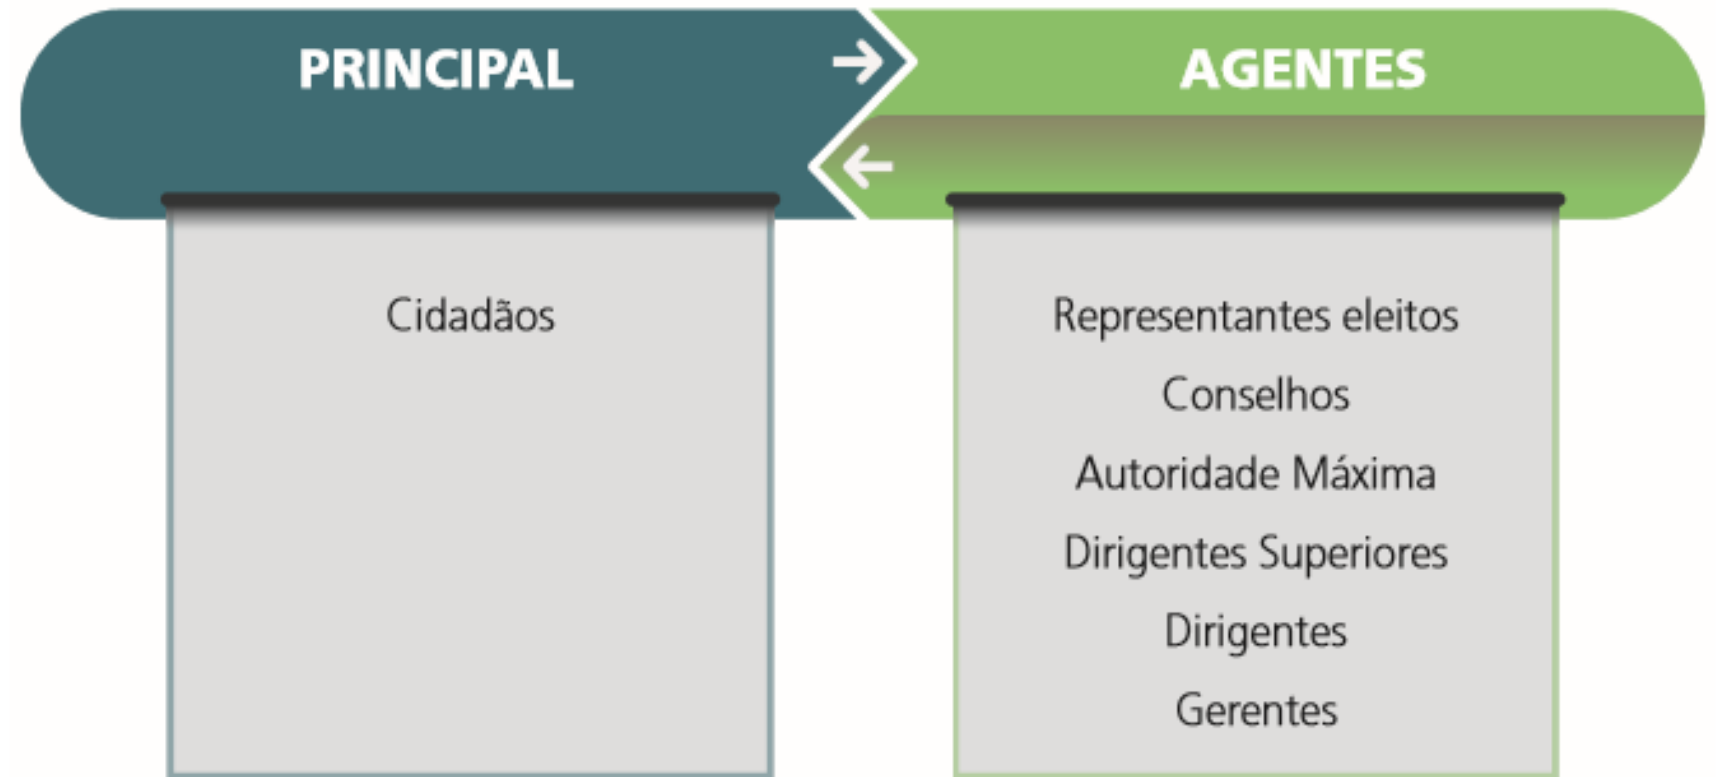 PRINCIPAL
AGENTES
Cidadãos
Representantes eleitos
Conselhos
Autoridade Máxima
Dirigentes Superiores
Dirigentes
Gerentes